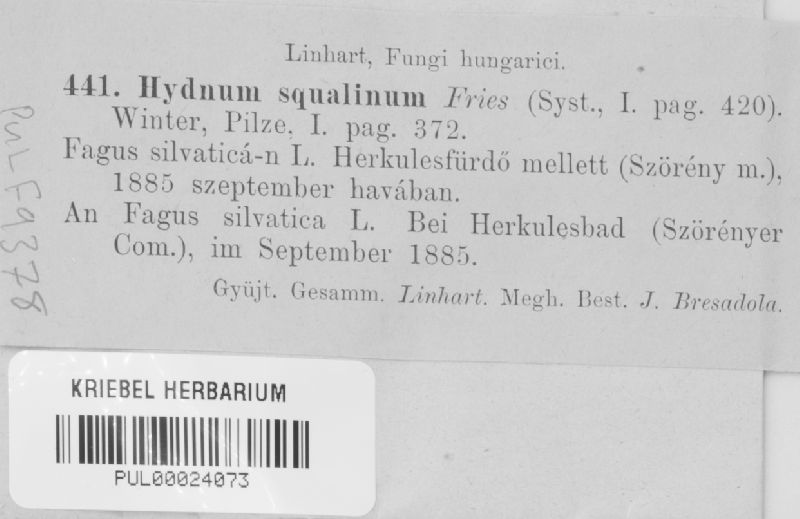 Linhart, Fungi hungarici.
441. Hydnum squalinum Fries (Syst., I. pag. 420).
Winter, Pilze, I. pag. 372.
Fagus silvaticá-n L. Herkulesfürdő mellett (Szörény m.),
1885 szeptember havában.
An Fagus silvatica L. Bei Herkulesbad (Szörényer
Com.), im September 1885.
Gyüjt. Gesamm. Linhart. Megh. Best. J. Bresadola.
PUL F9378
KRIEBEL HERBARIUM
PUL00024073